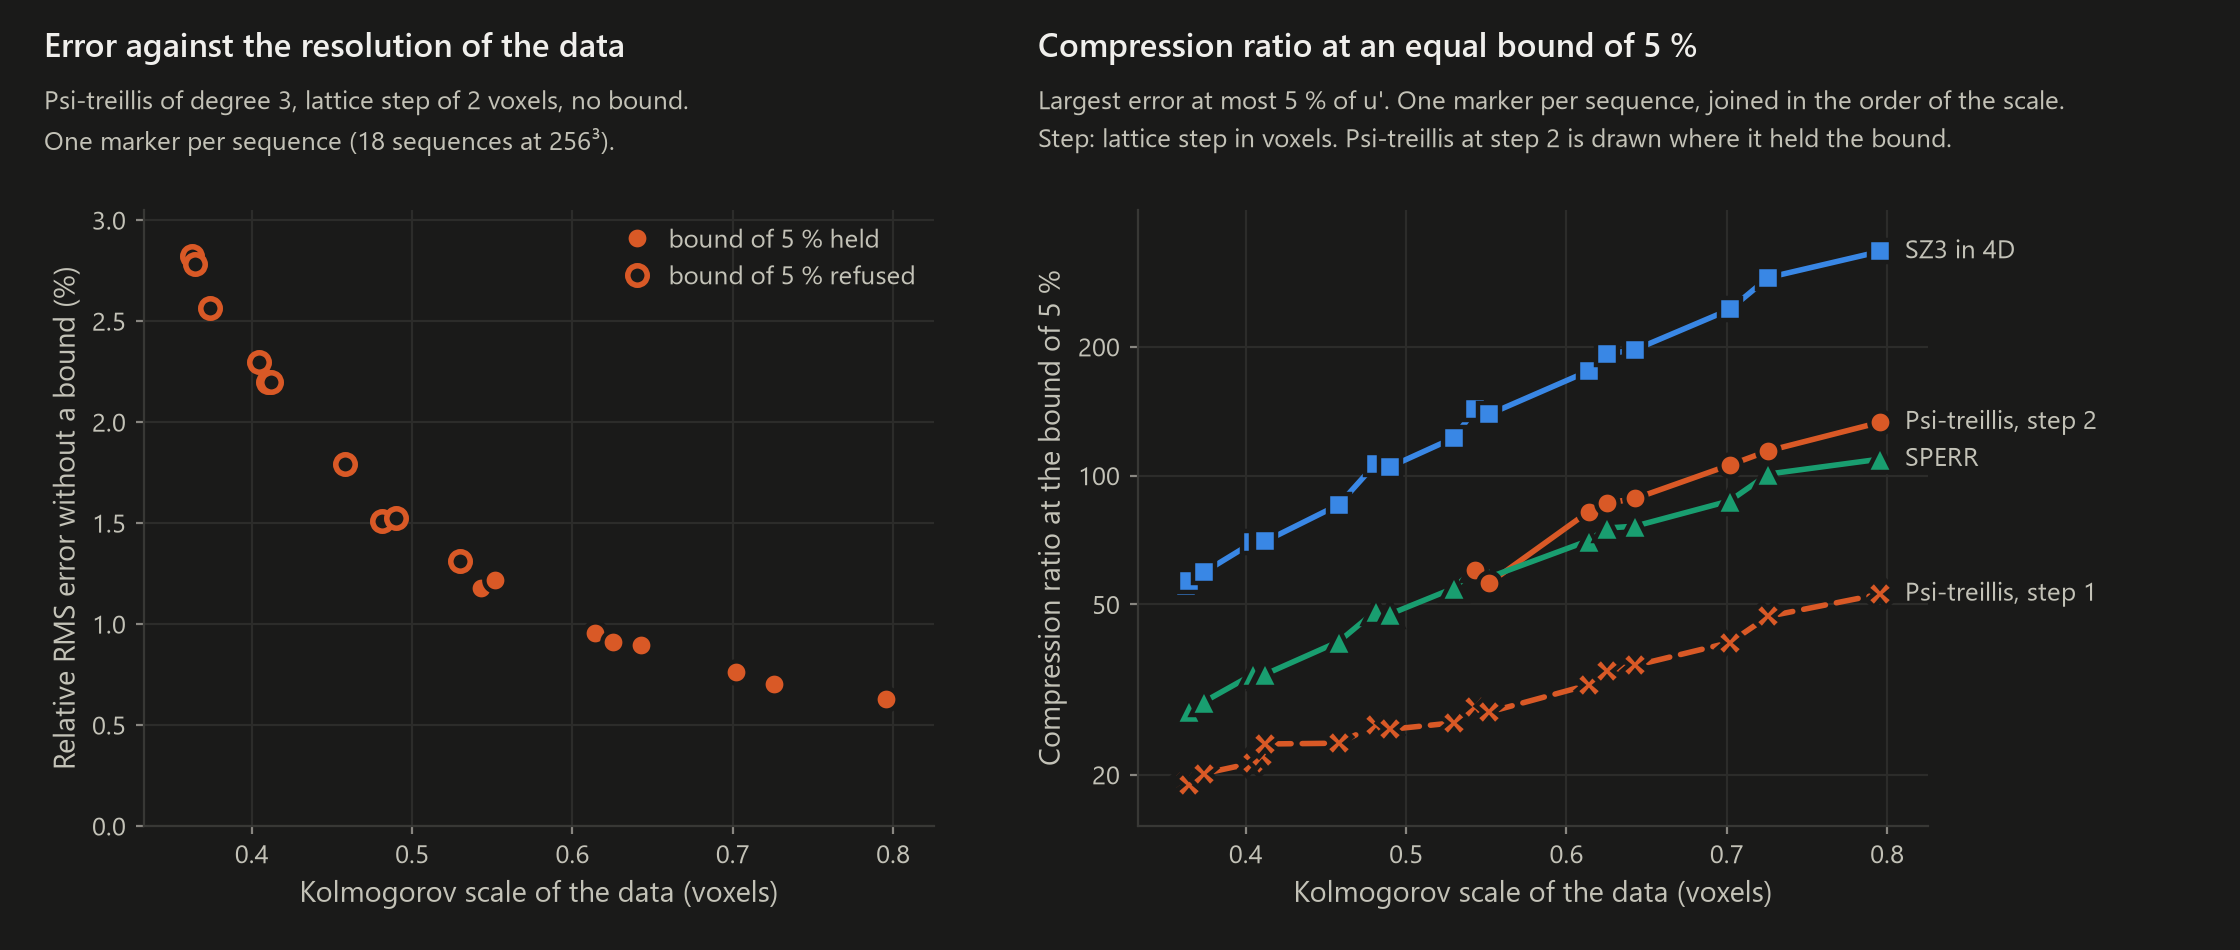 Error against the resolution of the data
Psi-treillis of degree 3, lattice step of 2 voxels, no bound.
One marker per sequence (18 sequences at 256³).
Relative RMS error without a bound (%)
3.0
2.5
2.0
1.5
1.0
0.5
0.0
bound of 5 % held
bound of 5 % refused
0.4 0.5 0.6 0.7 0.8
Kolmogorov scale of the data (voxels)
Compression ratio at an equal bound of 5 %
Largest error at most 5 % of u'. One marker per sequence, joined in the order of the scale.
Step: lattice step in voxels. Psi-treillis at step 2 is drawn where it held the bound.
Compression ratio at the bound of 5 %
200
100
50
20
SZ3 in 4D
Psi-treillis, step 2
SPERR
Psi-treillis, step 1
0.4 0.5 0.6 0.7 0.8
Kolmogorov scale of the data (voxels)